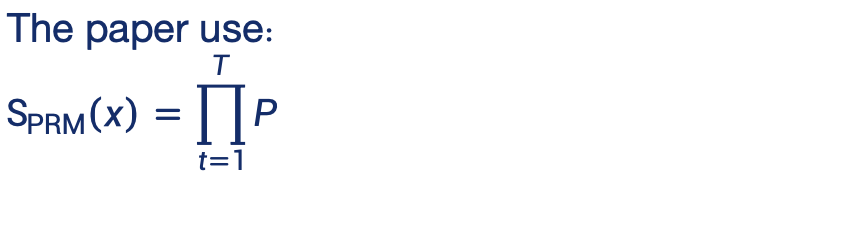 The paper use:
S_PRM(x) = ∏_{t=1}^{T} P